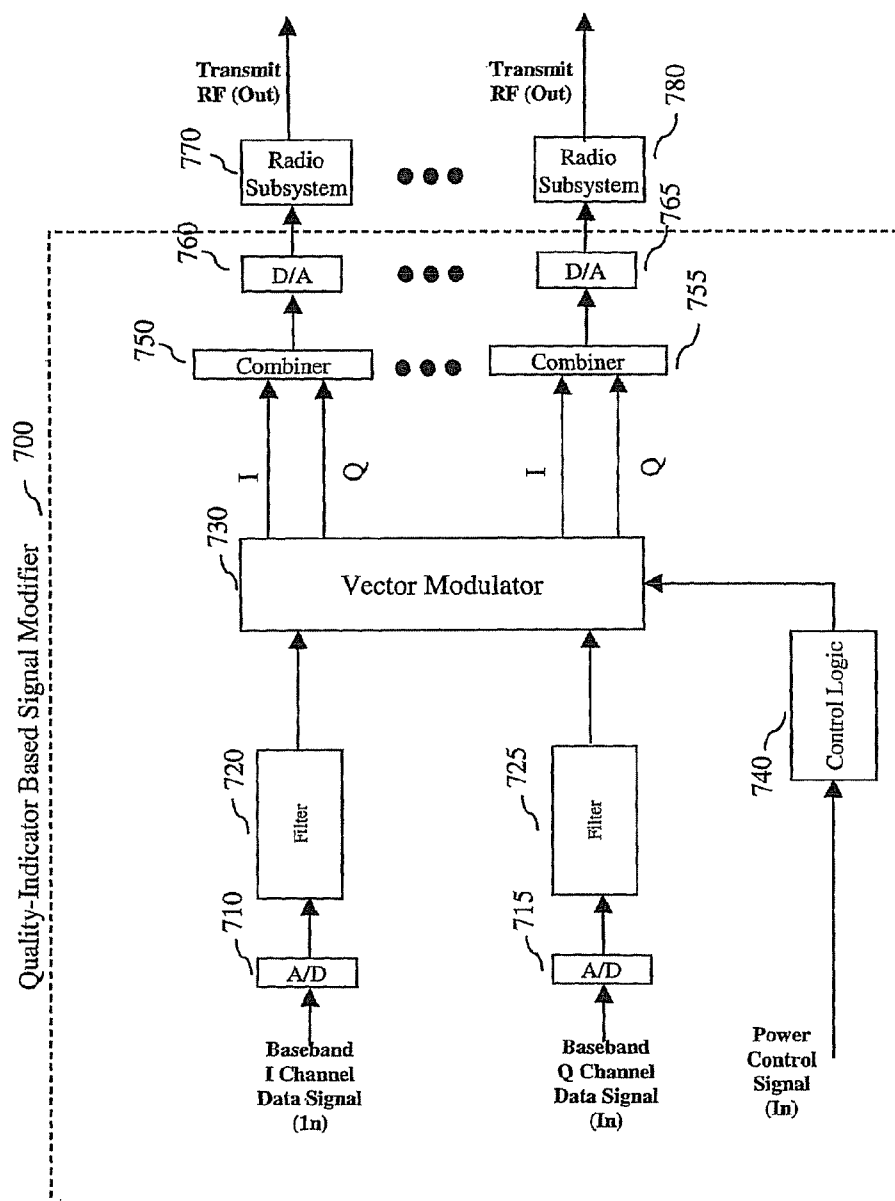 Quality-Indicator Based Signal Modifier
700
Transmit
RF (Out)
Transmit
RF (Out)
770
Radio
Subsystem
780
Radio
Subsystem
760
D/A
765
D/A
750
Combiner
755
Combiner
I
Q
I
Q
730
Vector Modulator
720
Filter
725
Filter
740
Control Logic
710
A/D
715
A/D
Baseband
I Channel
Data Signal
(1n)
Baseband
Q Channel
Data Signal
(In)
Power
Control
Signal
(In)